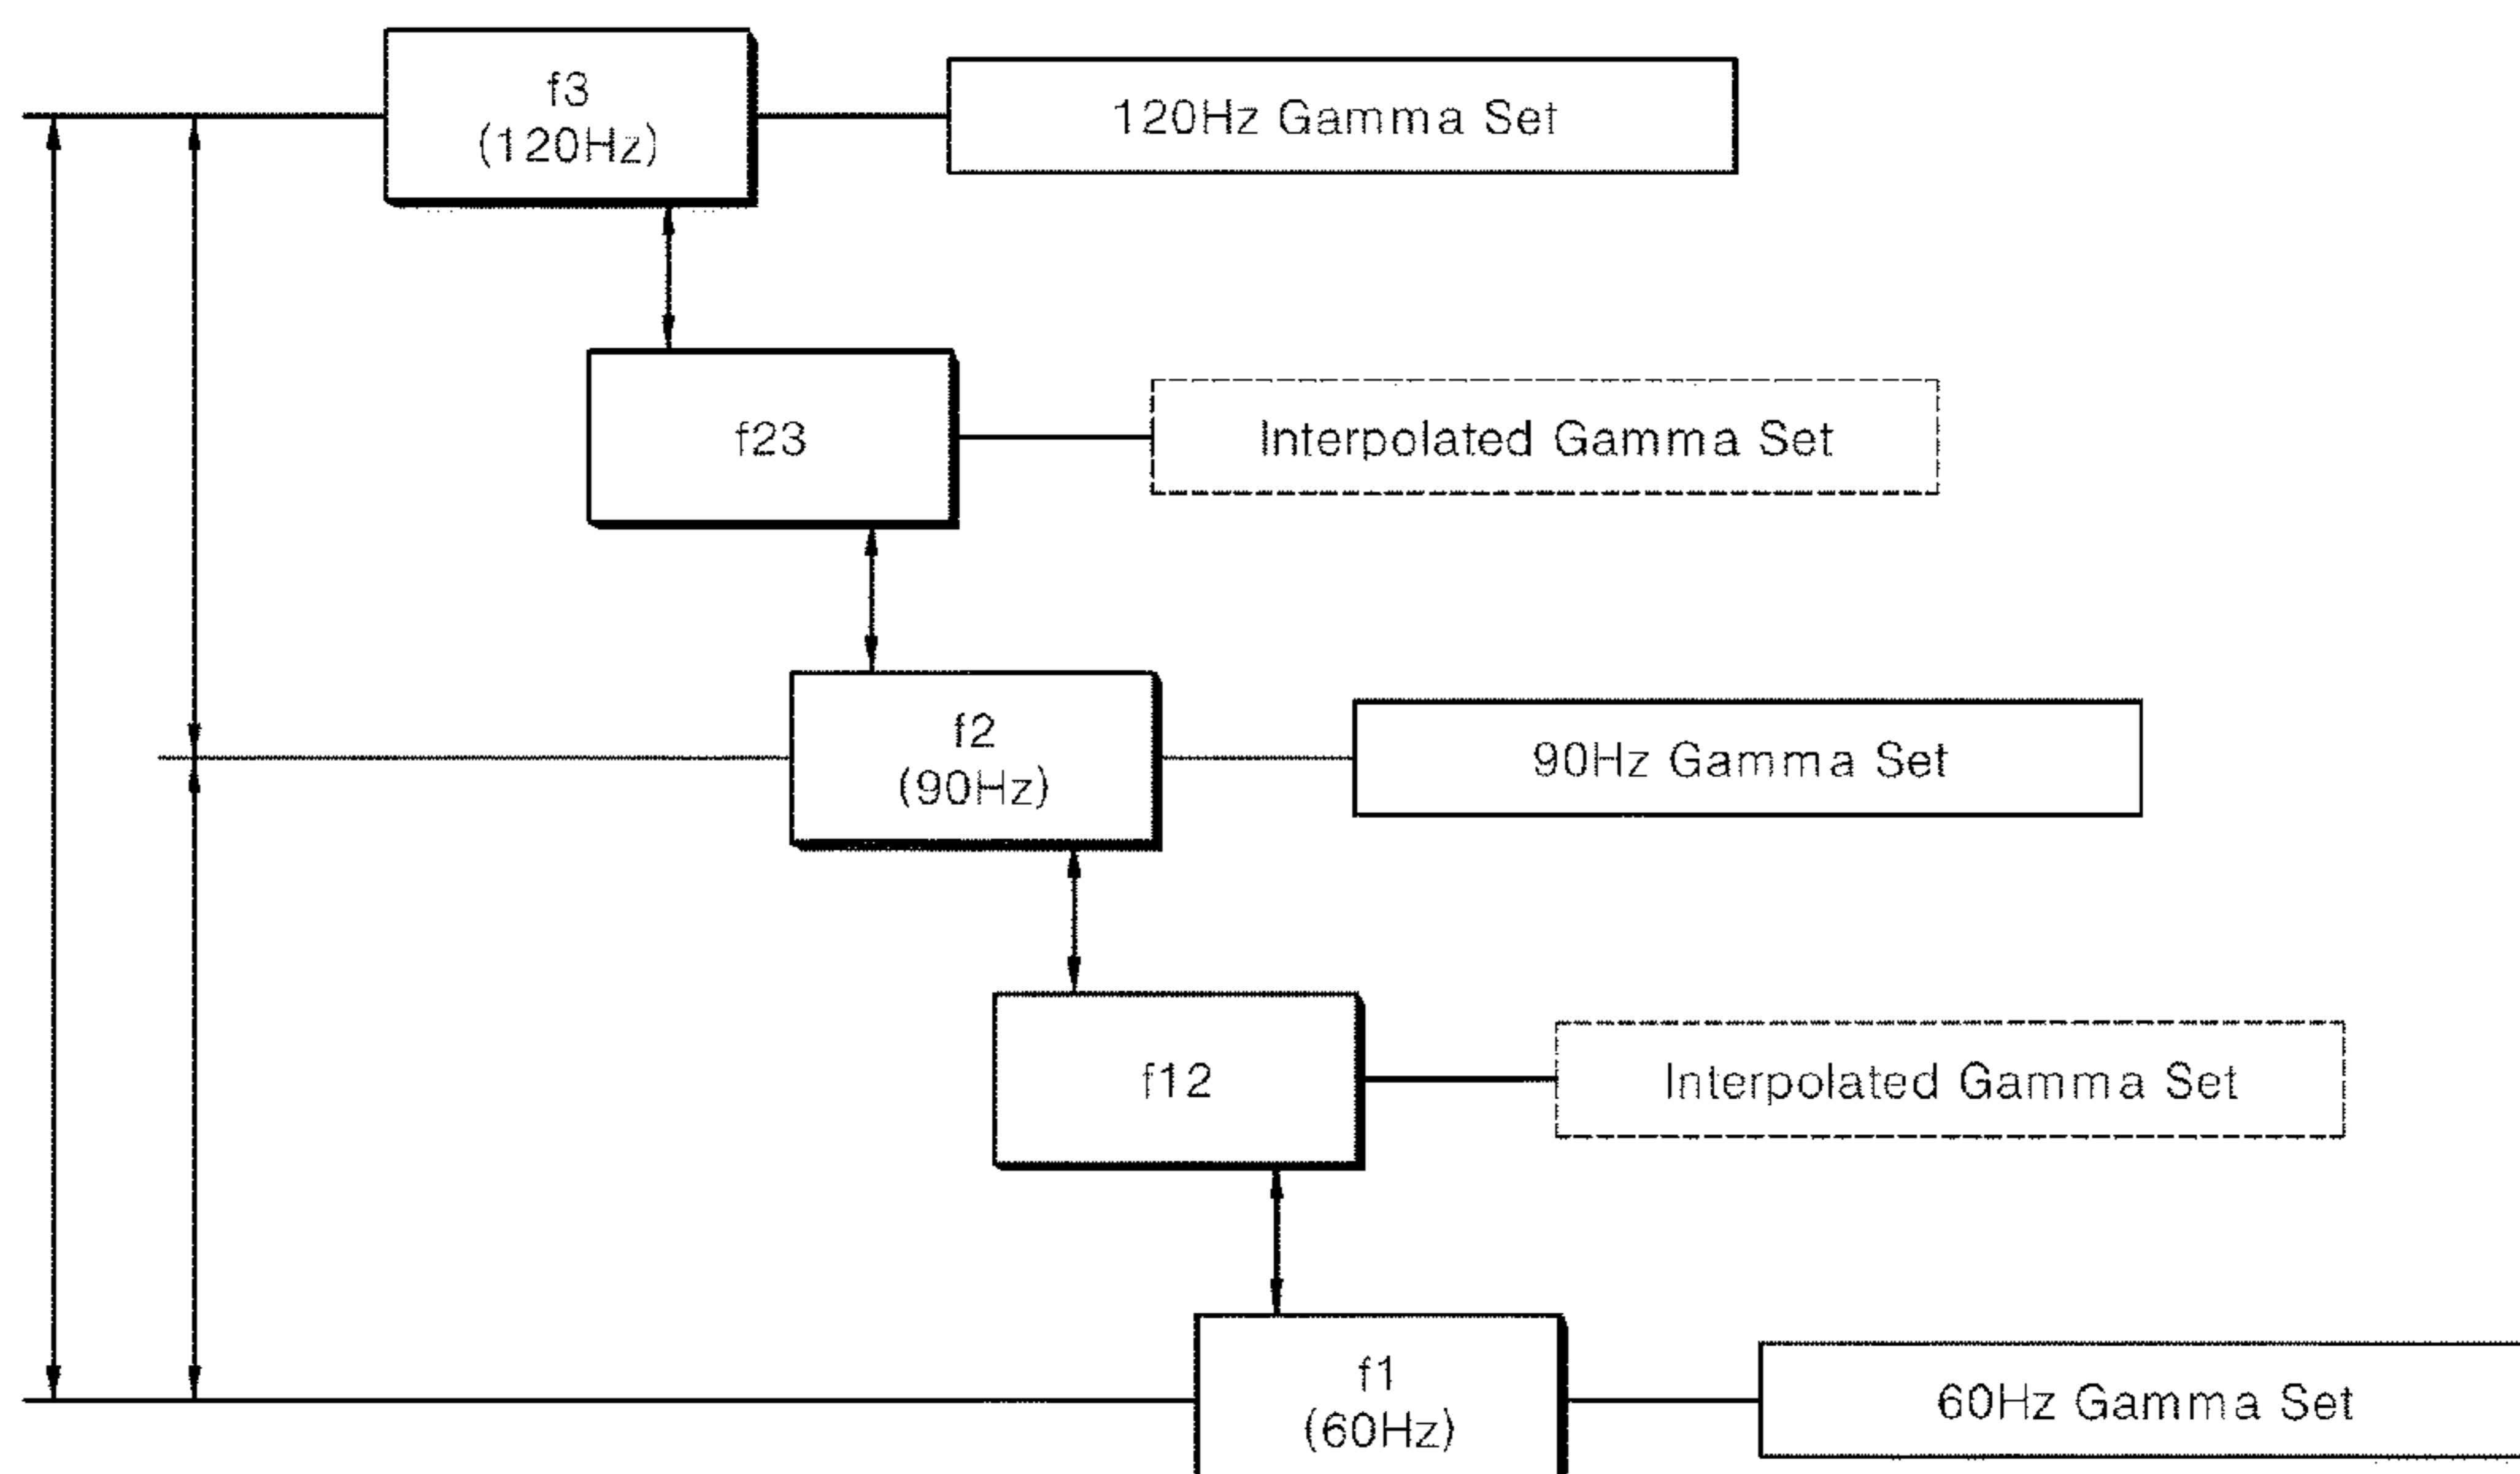 f3
(120Hz)
120Hz Gamma Set
f23
Interpolated Gamma Set
f2
(90Hz)
90Hz Gamma Set
f12
Interpolated Gamma Set
f1
(60Hz)
60Hz Gamma Set